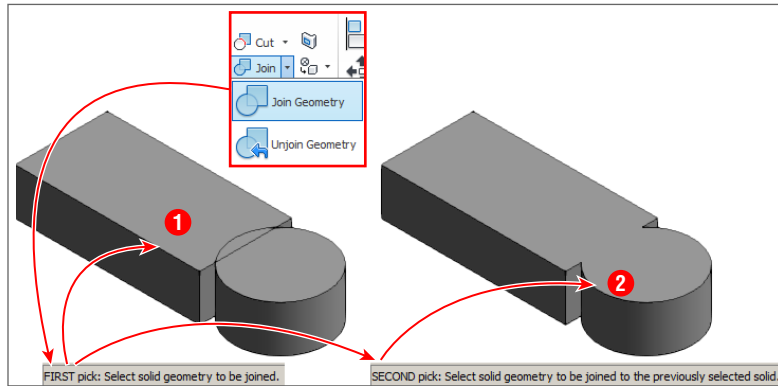 Cut
Join
Join Geometry
Unjoin Geometry
1
2
FIRST pick: Select solid geometry to be joined.
SECOND pick: Select solid geometry to be joined to the previously selected solid